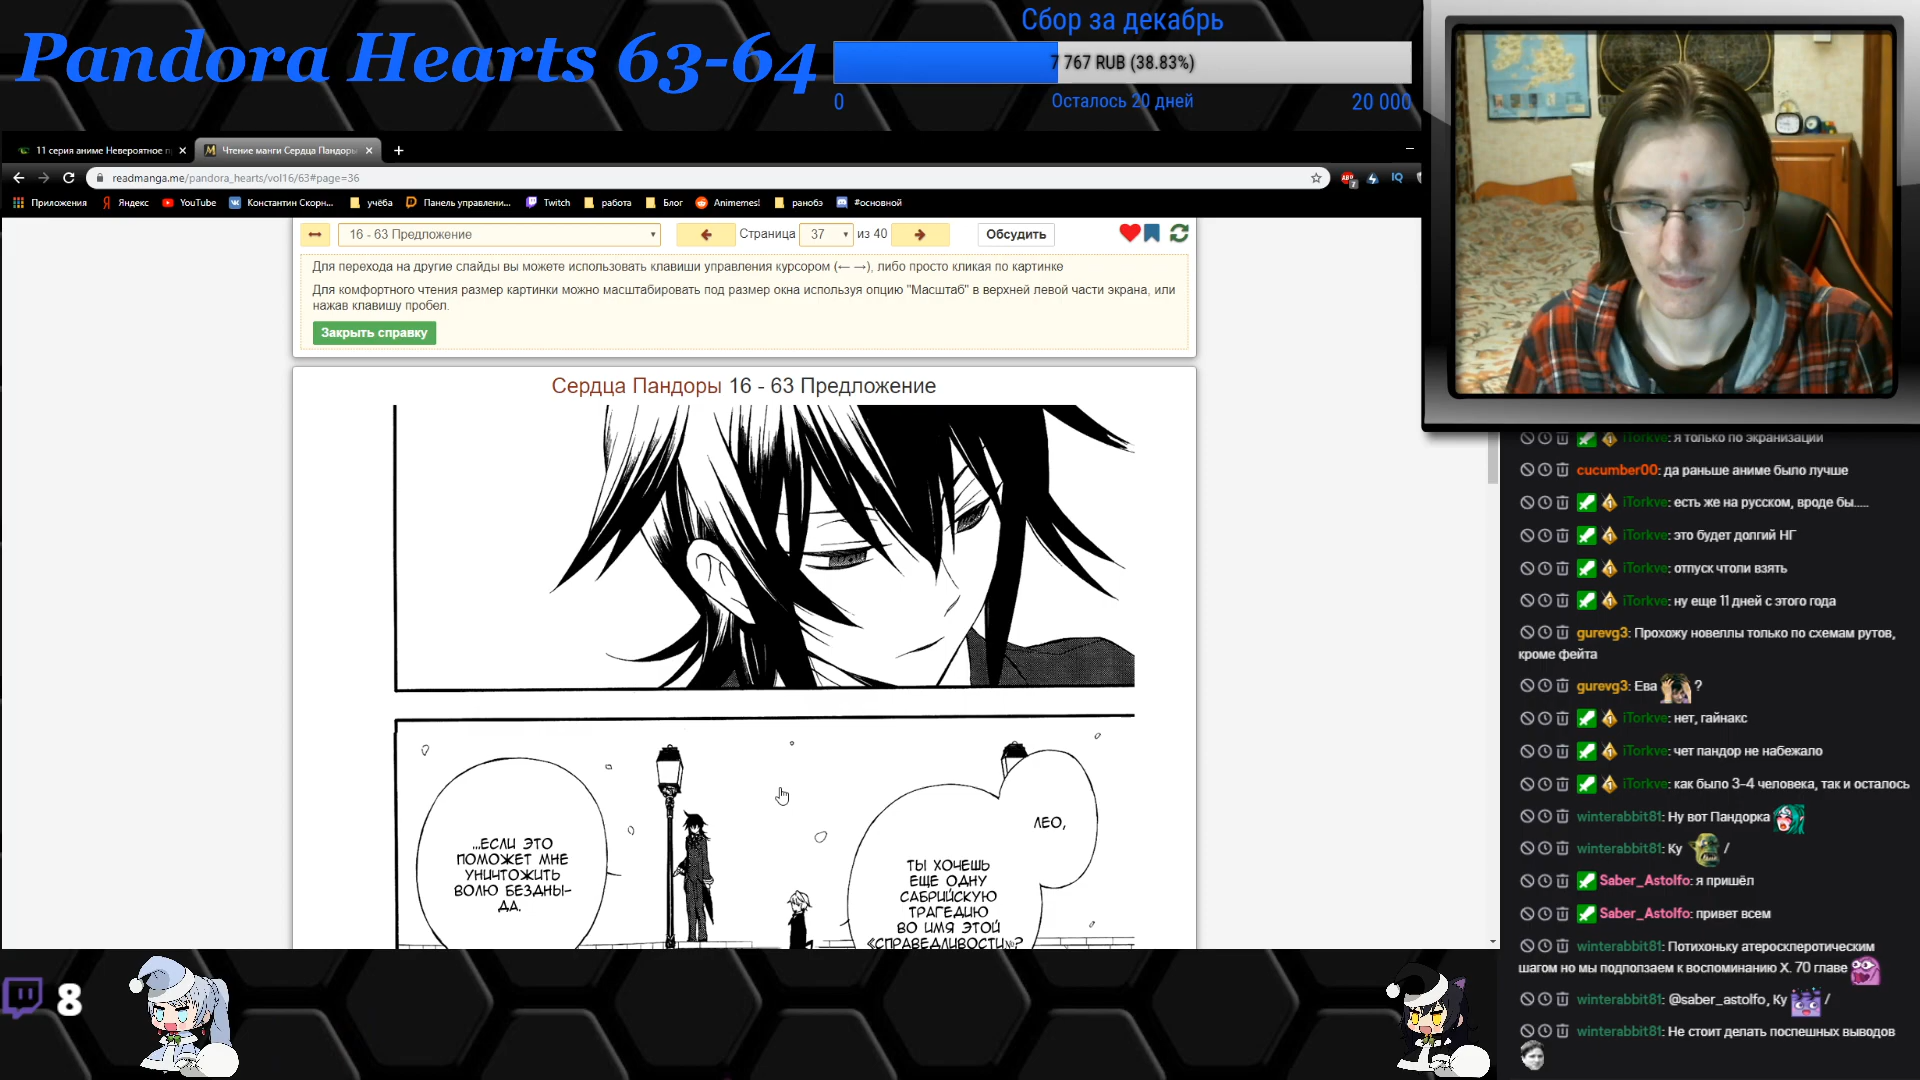 Pandora Hearts 63-64
Сбор за декабрь
7 767 RUB (38.83%)
0
Осталось 20 дней
20 000
11 серия аниме Невероятное п
Чтение манги Сердца Пандоры
readmanga.me/pandora_hearts/vol16/63#page=36
Приложения
Яндекс
YouTube
Константин Скорн...
учёба
Панель управлени...
Twitch
работа
Блог
Animemes!
ранобэ
#основной
16 - 63 Предложение
Страница
37
из 40
Обсудить
Для перехода на другие слайды вы можете использовать клавиши управления курсором (← →), либо просто кликая по картинке
Для комфортного чтения размер картинки можно масштабировать под размер окна используя опцию "Масштаб" в верхней левой части экрана, или
нажав клавишу пробел.
Закрыть справку
Сердца Пандоры 16 - 63 Предложение
ЛЕО,
ТЫ ХОЧЕШЬ
ЕЩЕ ОДНУ
САБРИЙСКУЮ
ТРАГЕДИЮ
ВО ИМЯ ЭТОЙ
«СПРАВЕДЛИВОСТИ»?
...ЕСЛИ ЭТО
ПОМОЖЕТ МНЕ
УНИЧТОЖИТЬ
ВОЛЮ БЕЗДНЫ-
ДА.
iTorkve: я только по экранизации
cucumber00: да раньше аниме было лучше
iTorkve: есть же на русском, вроде бы.....
iTorkve: это будет долгий НГ
iTorkve: отпуск чтоли взять
iTorkve: ну еще 11 дней с этого года
gurevg3: Прохожу новеллы только по схемам рутов,
кроме фейта
gurevg3: Ева ?
iTorkve: нет, гайнакс
iTorkve: чет пандор не набежало
iTorkve: как было 3-4 человека, так и осталось
winterabbit81: Ну вот Пандорка
winterabbit81: Ку /
Saber_Astolfo: я пришёл
Saber_Astolfo: привет всем
winterabbit81: Потихоньку атеросклеротическим
шагом но мы подползаем к воспоминанию X. 70 главе
winterabbit81: @saber_astolfo, Ку /
winterabbit81: Не стоит делать поспешных выводов
8